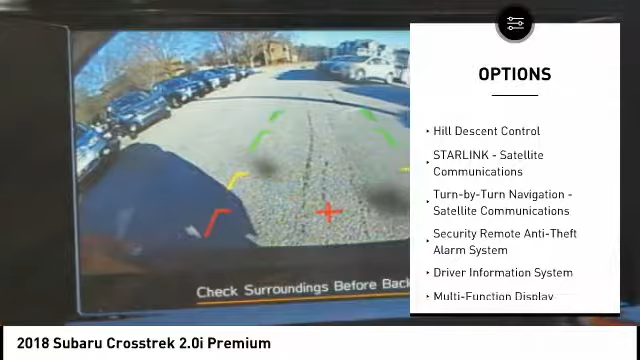 OPTIONS
Hill Descent Control
STARLINK - Satellite
Communications
Turn-by-Turn Navigation -
Satellite Communications
Security Remote Anti-Theft
Alarm System
Driver Information System
Multi-Function Display
Check Surroundings Before Back
2018 Subaru Crosstrek 2.0i Premium